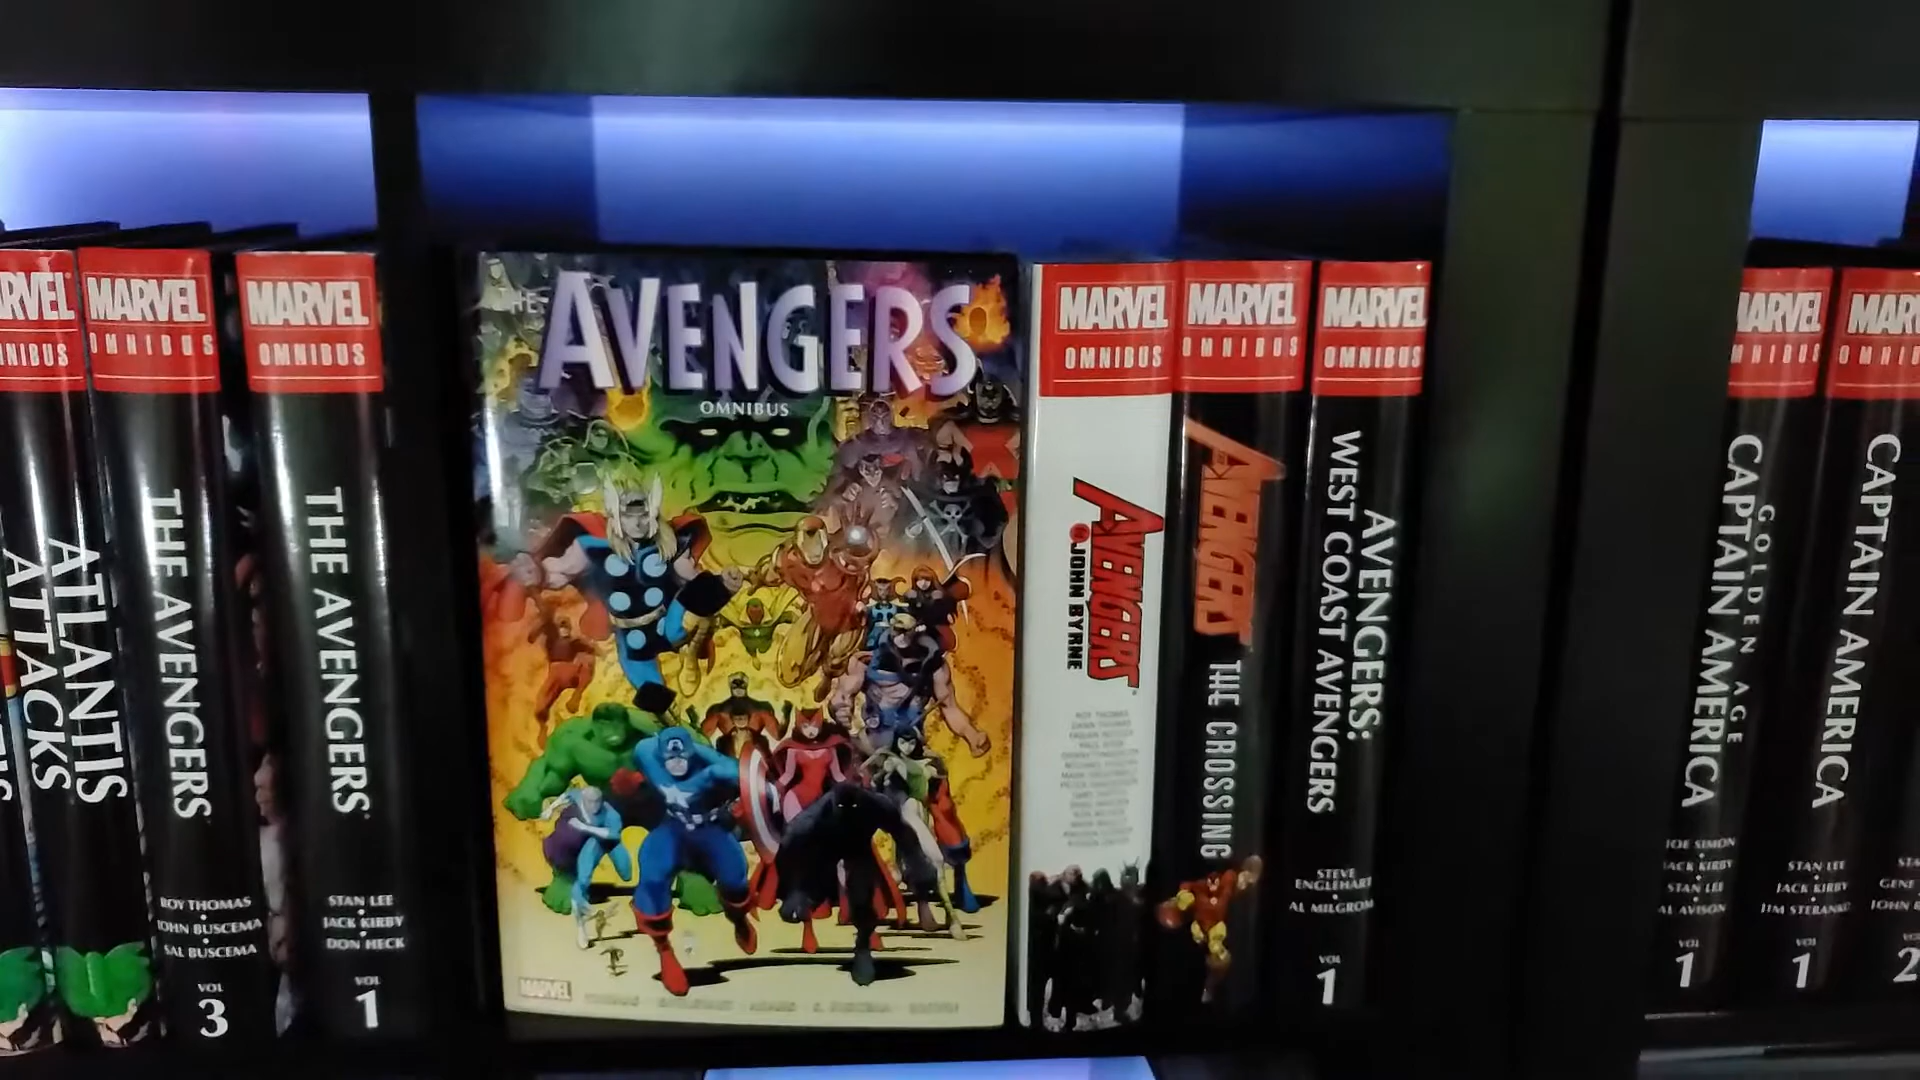 MARVEL
OMNIBUS
ATLANTIS
ATTACKS
MARVEL
OMNIBUS
THE AVENGERS
ROY THOMAS
JOHN BUSCEMA
SAL BUSCEMA
VOL
3
MARVEL
OMNIBUS
THE AVENGERS
STAN LEE
JACK KIRBY
DON HECK
VOL
1
THE
AVENGERS
OMNIBUS
MARVEL
MARVEL
OMNIBUS
AVENGERS
JOHN BYRNE
MARVEL
OMNIBUS
AVENGERS
THE CROSSING
MARVEL
OMNIBUS
AVENGERS:
WEST COAST AVENGERS
STEVE
ENGLEHART
AL MILGROM
VOL
1
MARVEL
OMNIBUS
GOLDEN AGE
CAPTAIN AMERICA
JOE SIMON
JACK KIRBY
STAN LEE
AL AVISON
VOL
1
MARVEL
OMNIBUS
CAPTAIN AMERICA
STAN LEE
JACK KIRBY
JIM STERANKO
VOL
1
2